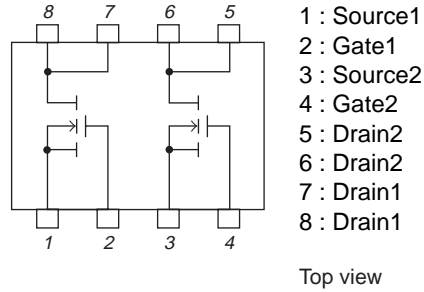 8 7 6 5
1 2 3 4
1 : Source1
2 : Gate1
3 : Source2
4 : Gate2
5 : Drain2
6 : Drain2
7 : Drain1
8 : Drain1
Top view